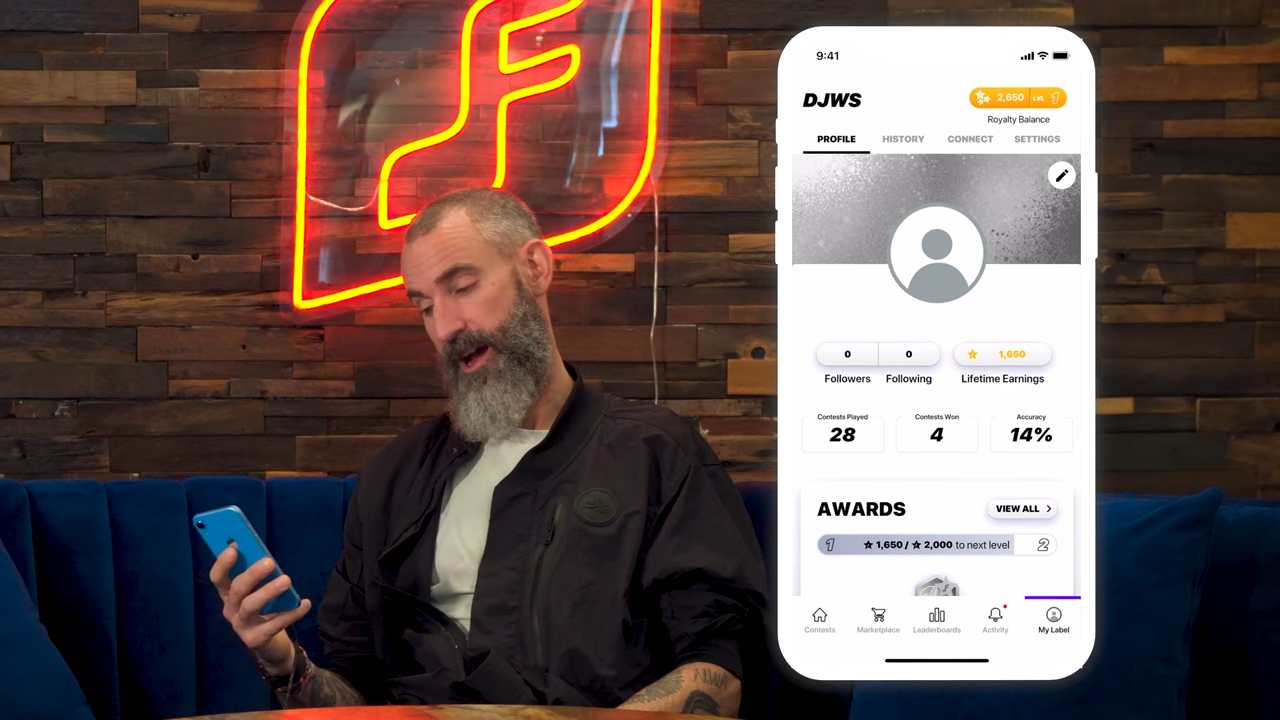 9:41
DJWS
2,650 LVL 1
Royalty Balance
PROFILE HISTORY CONNECT SETTINGS
0 0 1,650
Followers Following Lifetime Earnings
Contests Played Contests Won Accuracy
28 4 14%
AWARDS VIEW ALL >
1 1,650 / 2,000 to next level 2
Contests Marketplace Leaderboards Activity My Label